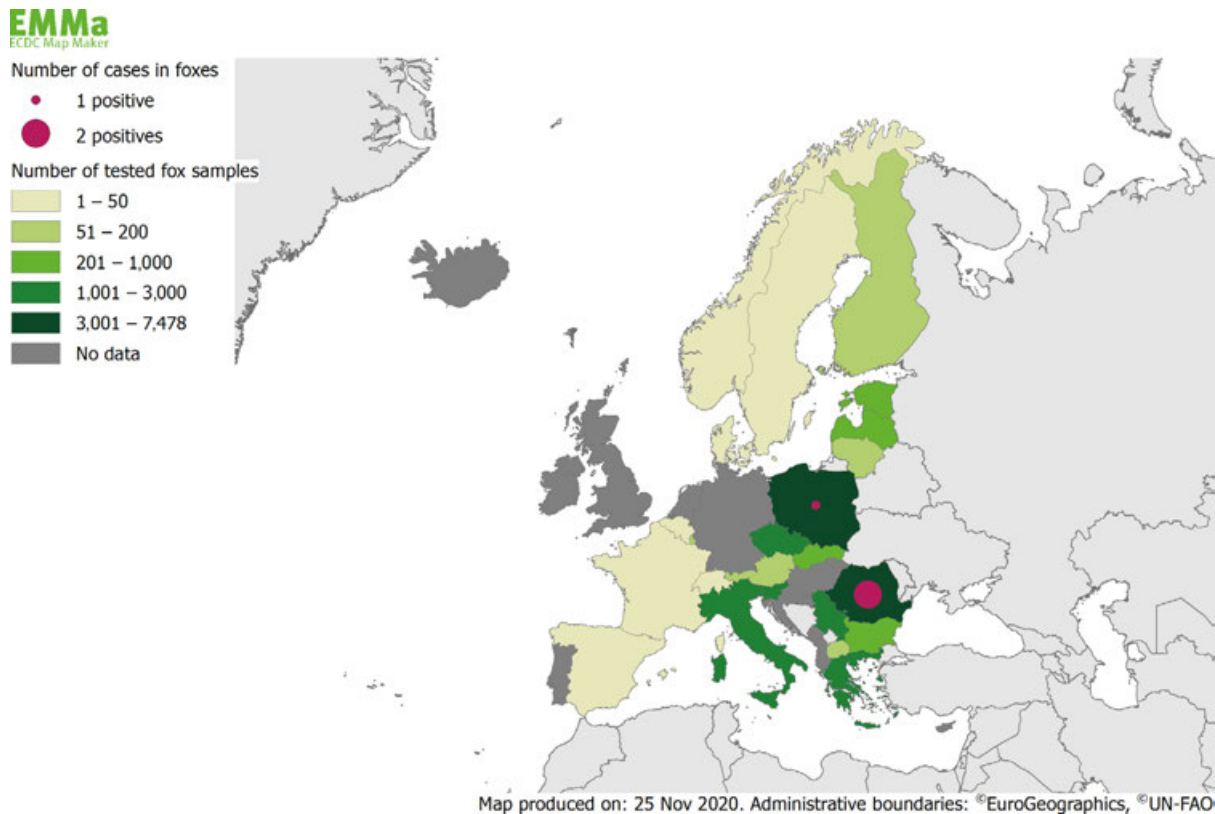 EMMa
ECDC Map Maker
Number of cases in foxes
1 positive
2 positives
Number of tested fox samples
1 – 50
51 – 200
201 – 1,000
1,001 – 3,000
3,001 – 7,478
No data
Map produced on: 25 Nov 2020. Administrative boundaries: ©EuroGeographics, ©UN-FAO